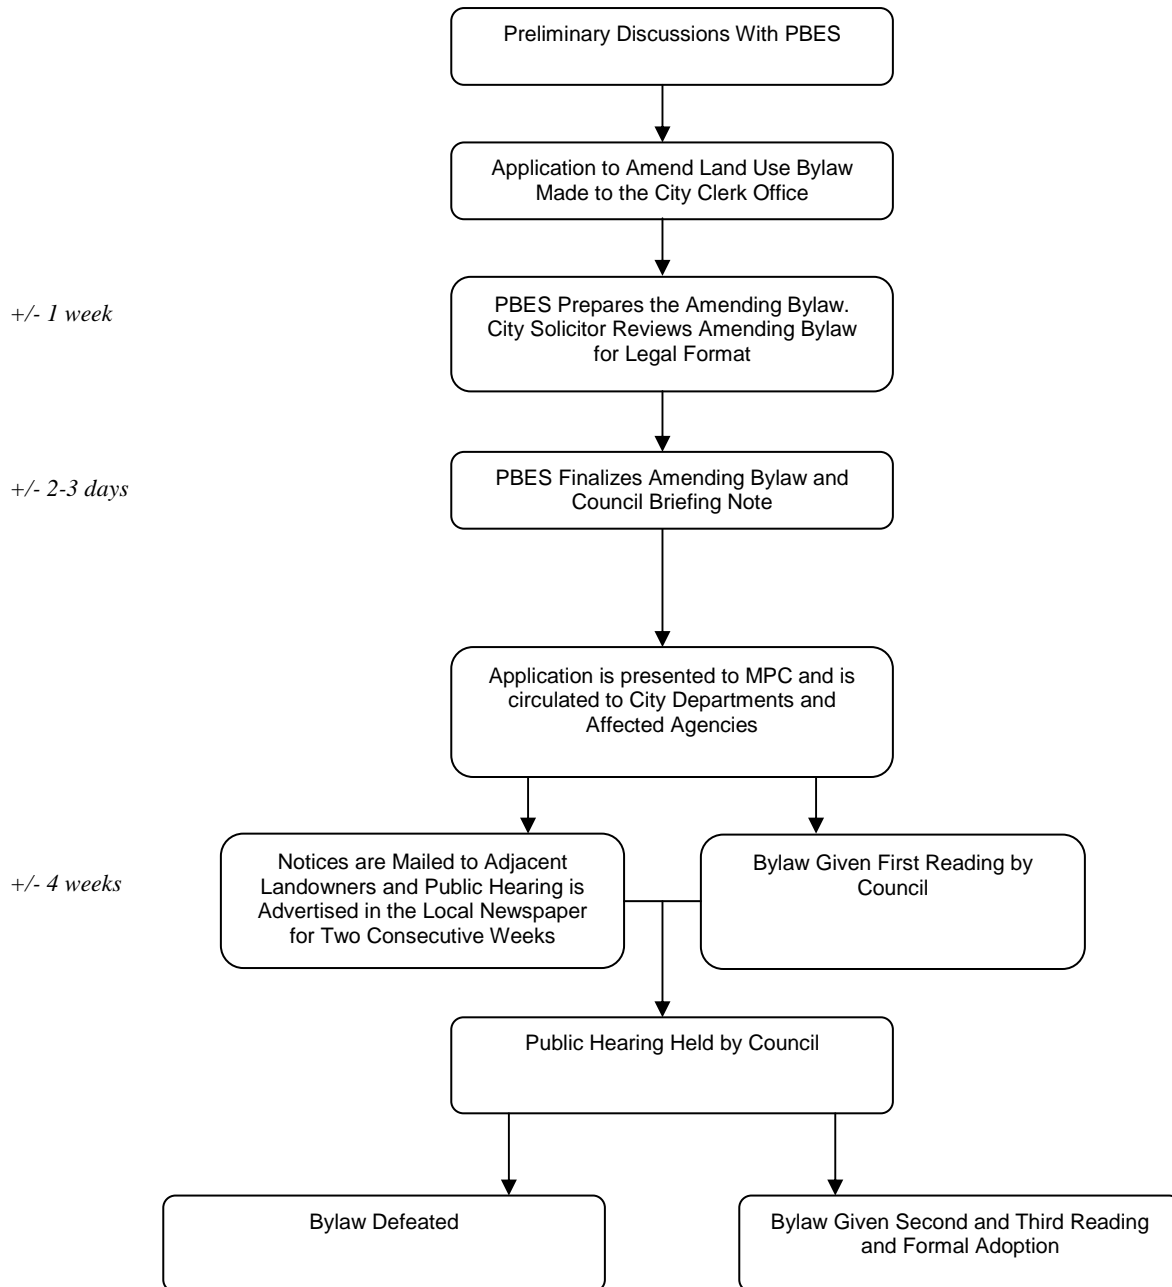 Preliminary Discussions With PBES
Application to Amend Land Use Bylaw
Made to the City Clerk Office
+/- 1 week
PBES Prepares the Amending Bylaw.
City Solicitor Reviews Amending Bylaw
for Legal Format
+/- 2-3 days
PBES Finalizes Amending Bylaw and
Council Briefing Note
Application is presented to MPC and is
circulated to City Departments and
Affected Agencies
+/- 4 weeks
Notices are Mailed to Adjacent
Landowners and Public Hearing is
Advertised in the Local Newspaper
for Two Consecutive Weeks
Bylaw Given First Reading by
Council
Public Hearing Held by Council
Bylaw Defeated
Bylaw Given Second and Third Reading
and Formal Adoption